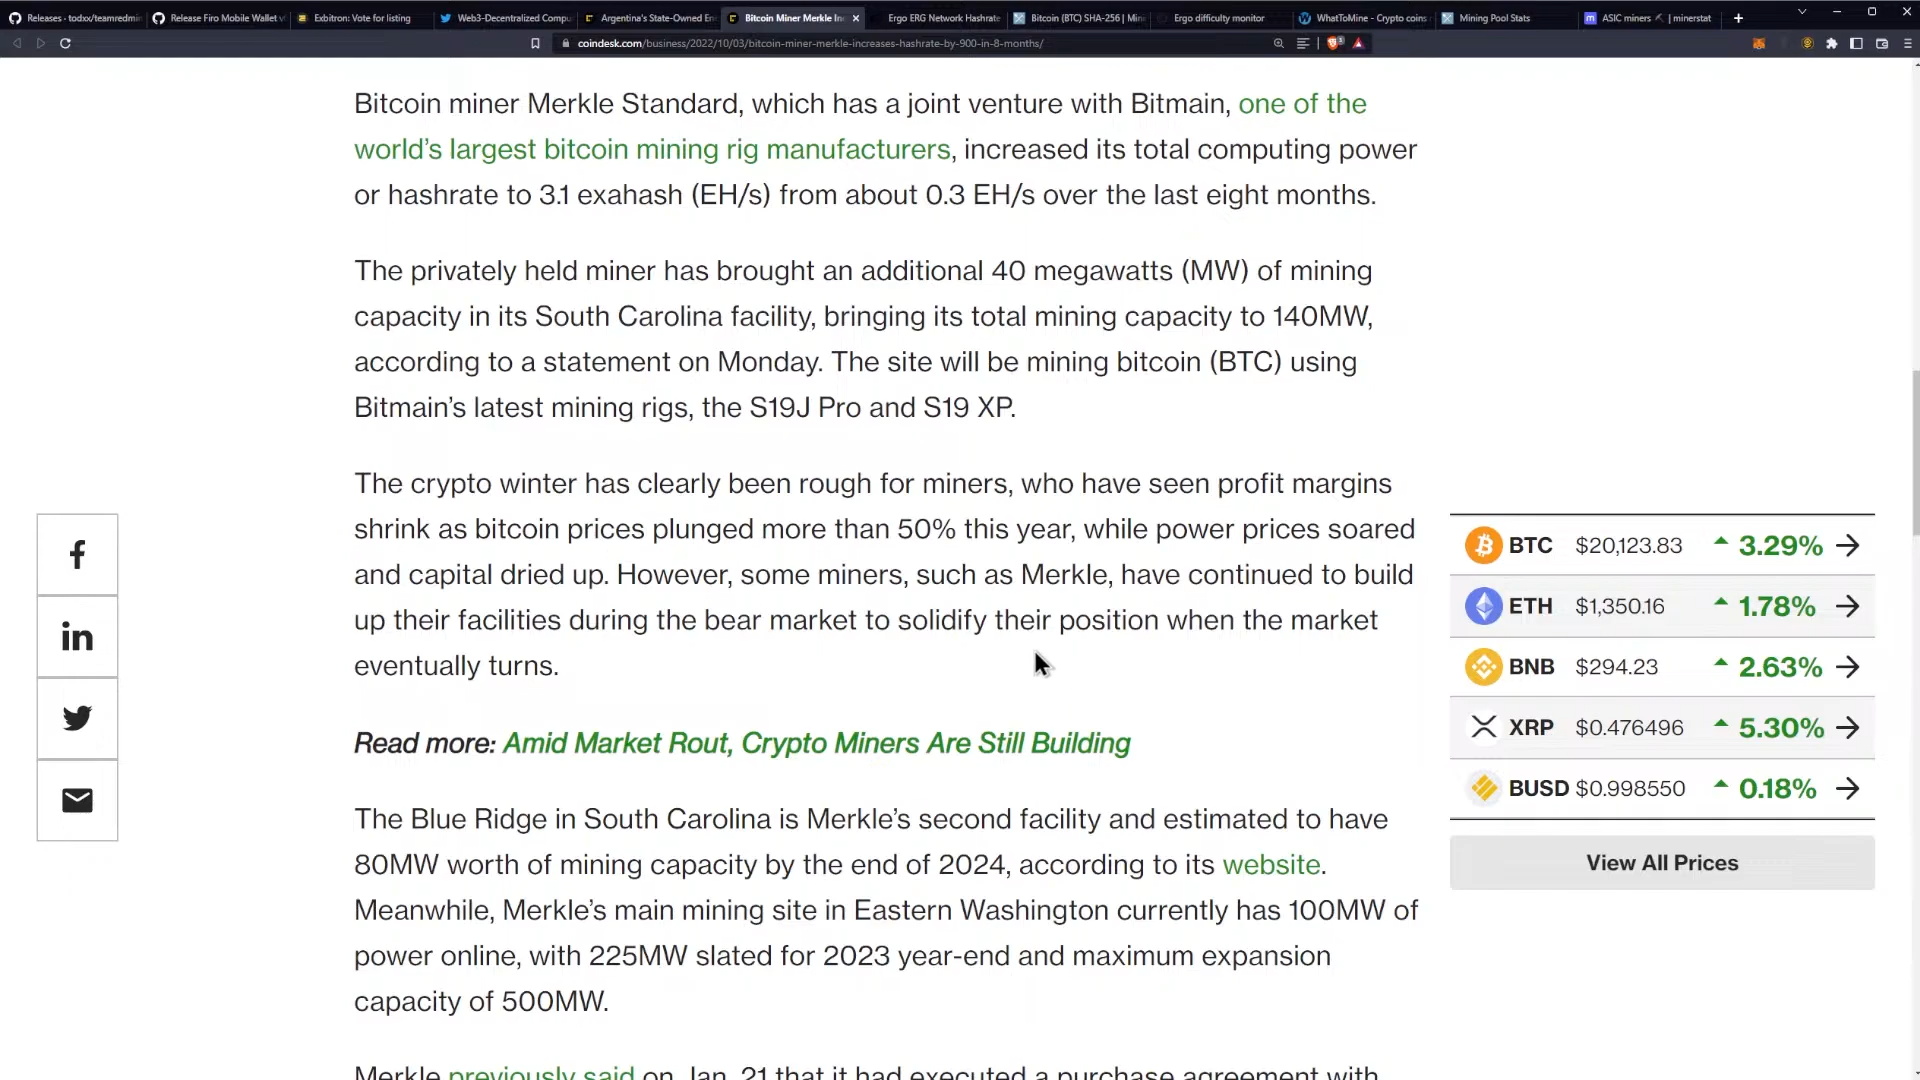 Releases - todxx/teamredmin
Release Firo Mobile Wallet v
Exbitron: Vote for listing
Web3-Decentralized Compu
Argentina's State-Owned En
Bitcoin Miner Merkle In
Ergo ERG Network Hashrate
Bitcoin (BTC) SHA-256 | Min
Ergo difficulty monitor
WhatToMine - Crypto coins
Mining Pool Stats
ASIC miners ⛏ | minerstat
coindesk.com/business/2022/10/03/bitcoin-miner-merkle-increases-hashrate-by-900-in-8-months/
Bitcoin miner Merkle Standard, which has a joint venture with Bitmain, one of the
world's largest bitcoin mining rig manufacturers, increased its total computing power
or hashrate to 3.1 exahash (EH/s) from about 0.3 EH/s over the last eight months.
The privately held miner has brought an additional 40 megawatts (MW) of mining
capacity in its South Carolina facility, bringing its total mining capacity to 140MW,
according to a statement on Monday. The site will be mining bitcoin (BTC) using
Bitmain's latest mining rigs, the S19J Pro and S19 XP.
The crypto winter has clearly been rough for miners, who have seen profit margins
shrink as bitcoin prices plunged more than 50% this year, while power prices soared
and capital dried up. However, some miners, such as Merkle, have continued to build
up their facilities during the bear market to solidify their position when the market
eventually turns.
Read more: Amid Market Rout, Crypto Miners Are Still Building
The Blue Ridge in South Carolina is Merkle's second facility and estimated to have
80MW worth of mining capacity by the end of 2024, according to its website.
Meanwhile, Merkle's main mining site in Eastern Washington currently has 100MW of
power online, with 225MW slated for 2023 year-end and maximum expansion
capacity of 500MW.
Merkle previously said on Jan. 21 that it had executed a purchase agreement with
BTC $20,123.83 3.29%
ETH $1,350.16 1.78%
BNB $294.23 2.63%
XRP $0.476496 5.30%
BUSD $0.998550 0.18%
View All Prices